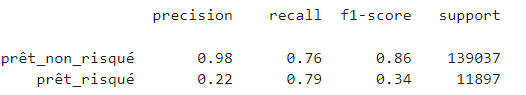 precision recall f1-score support
prêt_non_risqué 0.98 0.76 0.86 139037
prêt_risqué 0.22 0.79 0.34 11897